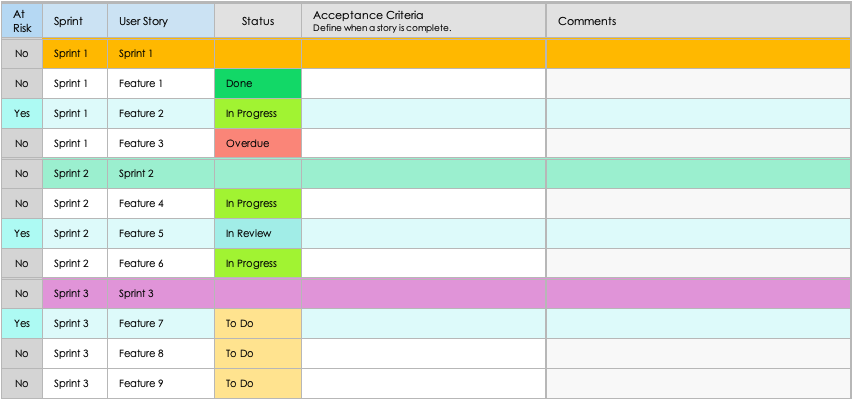 At Risk Sprint User Story Status Acceptance Criteria Comments
Define when a story is complete.
No Sprint 1 Sprint 1
No Sprint 1 Feature 1 Done
Yes Sprint 1 Feature 2 In Progress
No Sprint 1 Feature 3 Overdue
No Sprint 2 Sprint 2
No Sprint 2 Feature 4 In Progress
Yes Sprint 2 Feature 5 In Review
No Sprint 2 Feature 6 In Progress
No Sprint 3 Sprint 3
Yes Sprint 3 Feature 7 To Do
No Sprint 3 Feature 8 To Do
No Sprint 3 Feature 9 To Do